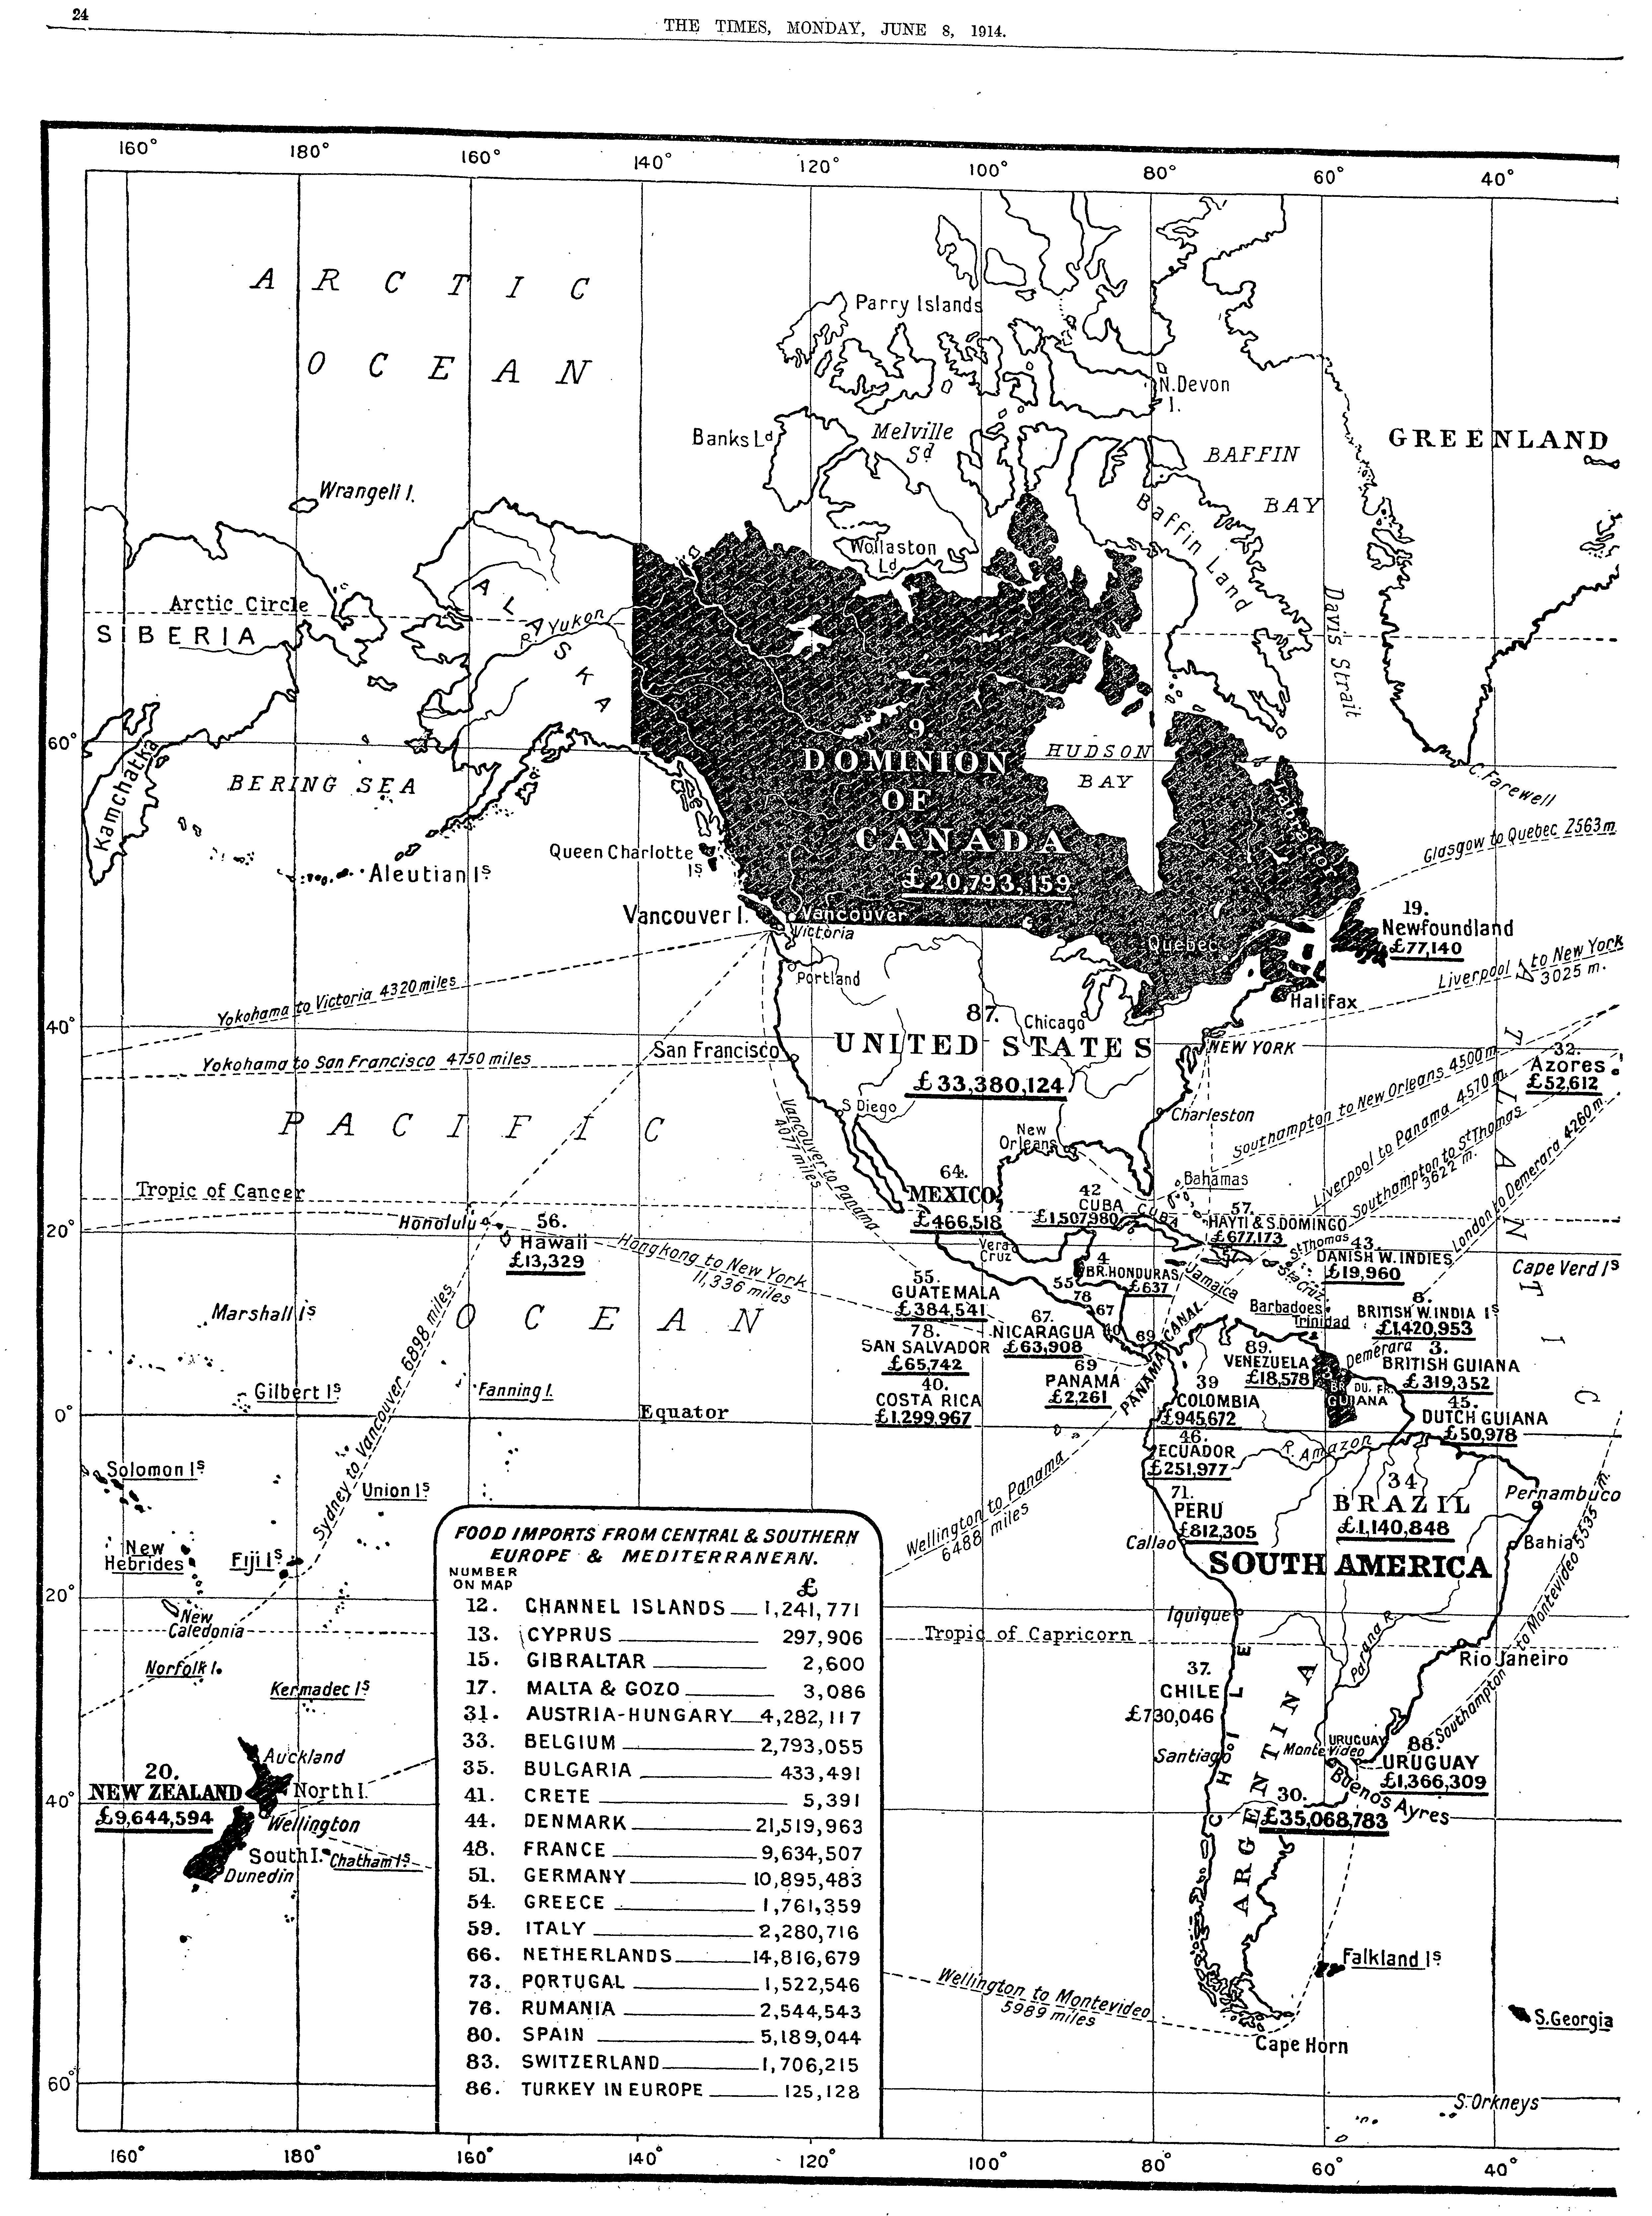 24
THE TIMES, MONDAY, JUNE 8, 1914.
160° 180° 160° 140° 120° 100° 80° 60° 40°
ARCTIC
OCEAN
Parry Islands
N. Devon
I.
Banks Ld
Melville
Sd
BAFFIN
BAY
GREENLAND
Wrangell I.
Baffin Land
Wollaston
Ld
Davis Strait
Arctic Circle
SIBERIA
ALASKA
R. Yukon
60°
Kamchatka
BERING SEA
9
DOMINION
OF
CANADA
£20,793,159
HUDSON
BAY
Labrador
C. Farewell
Glasgow to Quebec 2563 m.
Aleutian Is
Queen Charlotte
Is
Vancouver I.
Vancouver
Victoria
Quebec
19.
Newfoundland
£77,140
Liverpool to New York
3025 m.
Portland
Halifax
Yokohama to Victoria 4320 miles
40°
87.
Chicago
UNITED STATES
£33,380,124
NEW YORK
San Francisco
Yokohama to San Francisco 4750 miles
32.
Azores
£52,612
S Diego
Charleston
New
Orleans
Southampton to New Orleans 4500 m.
Liverpool to Panama 4570 m.
Southampton to St Thomas
3622 m.
London to Demerara 4260 m.
PACIFIC
Vancouver to Panama
4077 miles
ATLANTIC
Tropic of Cancer
64.
MEXICO
£466,518
42
CUBA
£1,507,980
CUBA
Bahamas
57.
HAYTI & S. DOMINGO
£677,173
57
20°
Honolulu
56.
Hawaii
£13,329
Hongkong to New York
11,336 miles
Vera
Cruz
4
BR. HONDURAS
£637
Jamaica
St Thomas
Sta Cruz
43.
DANISH W. INDIES
£19,960
Cape Verd Is
55.
GUATEMALA
£384,541
55
78
67
Marshall Is
OCEAN
Barbadoes
Trinidad
8.
BRITISH W. INDIA Is
£1,420,953
78.
SAN SALVADOR
£65,742
67.
NICARAGUA
£63,908
40
69
PANAMA CANAL
Sydney to Vancouver 6898 miles
89.
VENEZUELA
£18,578
Demerara
3.
BRITISH GUIANA
£319,352
Gilbert Is
Fanning I.
40.
COSTA RICA
£1,299,967
69
PANAMA
£2,261
39
COLOMBIA
£945,672
BR. DU. FR.
GUIANA
0°
Equator
45.
DUTCH GUIANA
£50,978
46.
ECUADOR
£251,977
R. Amazon
Solomon Is
Union Is
Wellington to Panama
6488 miles
71.
PERU
£812,305
34
BRAZIL
£1,140,848
Pernambuco
New
Hebrides
Fiji Is
Callao
Bahia
SOUTH AMERICA
20°
New
Caledonia
Iquique
Tropic of Capricorn
Parana R.
Rio Janeiro
Southampton to Montevideo 5535 m.
Norfolk I.
Kermadec Is
37.
CHILE
£730,046
CHILE
ARGENTINA
Santiago
URUGUAY
Montevideo
88.
URUGUAY
£1,366,309
Buenos Ayres
30.
£35,068,783
20.
NEW ZEALAND
£9,644,594
40°
Auckland
North I.
Wellington
South I.
Chatham Is
Dunedin
Wellington to Montevideo
5989 miles
Falkland Is
S. Georgia
Cape Horn
S. Orkneys
60°
FOOD IMPORTS FROM CENTRAL & SOUTHERN
EUROPE & MEDITERRANEAN.
NUMBER
ON MAP £
12. CHANNEL ISLANDS 1,241,771
13. CYPRUS 297,906
15. GIBRALTAR 2,600
17. MALTA & GOZO 3,086
31. AUSTRIA-HUNGARY 4,282,117
33. BELGIUM 2,793,055
35. BULGARIA 433,491
41. CRETE 5,391
44. DENMARK 21,519,963
48. FRANCE 9,634,507
51. GERMANY 10,895,483
54. GREECE 1,761,359
59. ITALY 2,280,716
66. NETHERLANDS 14,816,679
73. PORTUGAL 1,522,546
76. RUMANIA 2,544,543
80. SPAIN 5,189,044
83. SWITZERLAND 1,706,215
86. TURKEY IN EUROPE 125,128
160° 180° 160° 140° 120° 100° 80° 60° 40°